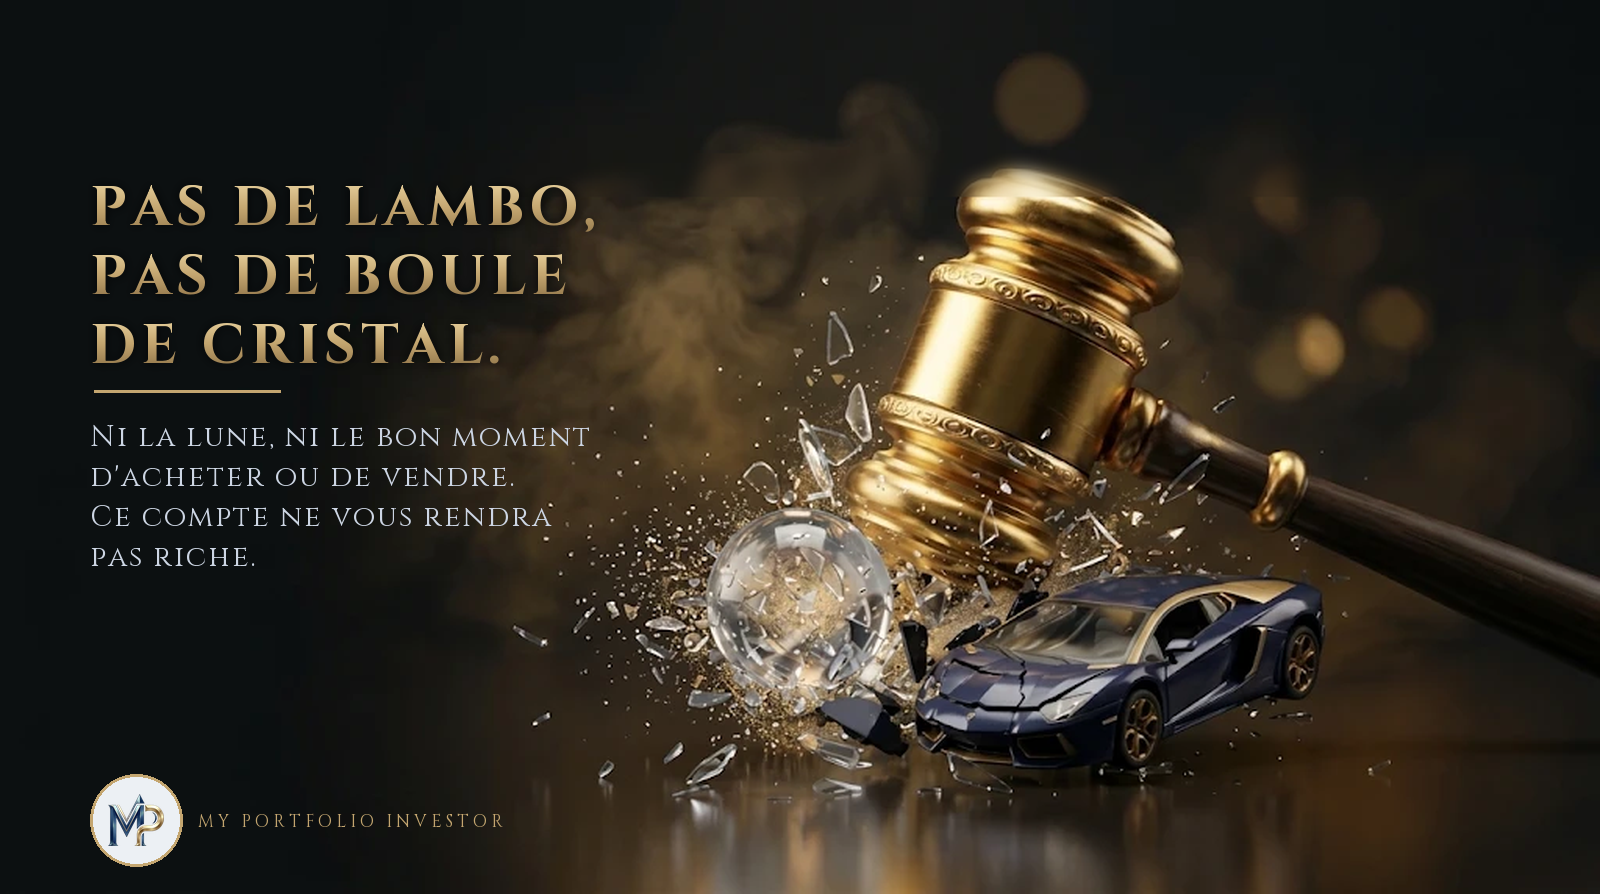 PAS DE LAMBO,
PAS DE BOULE
DE CRISTAL.
Ni la lune, ni le bon moment
d'acheter ou de vendre.
Ce compte ne vous rendra
pas riche.
MP
MY PORTFOLIO INVESTOR